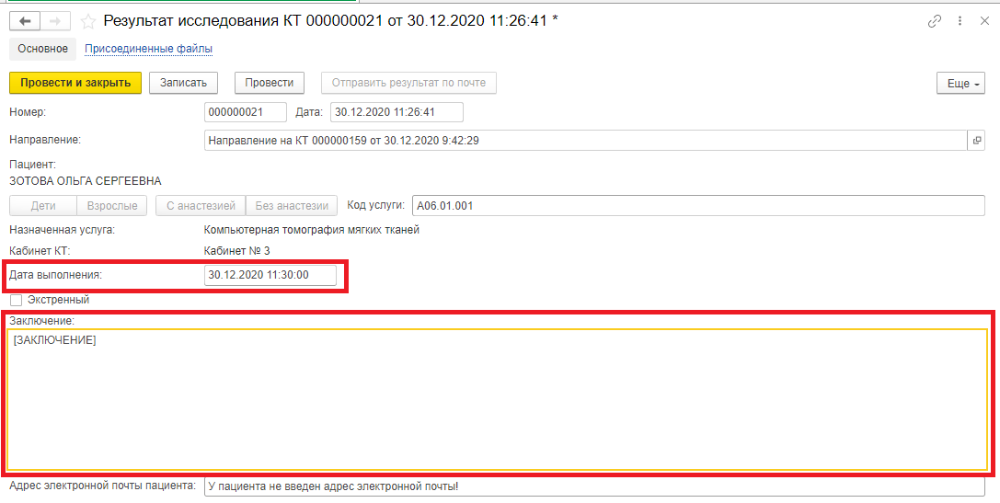 Результат исследования КТ 000000021 от 30.12.2020 11:26:41 *
Основное Присоединенные файлы
Провести и закрыть Записать Провести Отправить результат по почте Еще
Номер: 000000021 Дата: 30.12.2020 11:26:41
Направление: Направление на КТ 000000159 от 30.12.2020 9:42:29
Пациент:
ЗОТОВА ОЛЬГА СЕРГЕЕВНА
Дети Взрослые С анастезией Без анастезии Код услуги: A06.01.001
Назначенная услуга: Компьютерная томография мягких тканей
Кабинет КТ: Кабинет № 3
Дата выполнения: 30.12.2020 11:30:00
Экстренный
Заключение:
[ЗАКЛЮЧЕНИЕ]
Адрес электронной почты пациента: У пациента не введен адрес электронной почты!